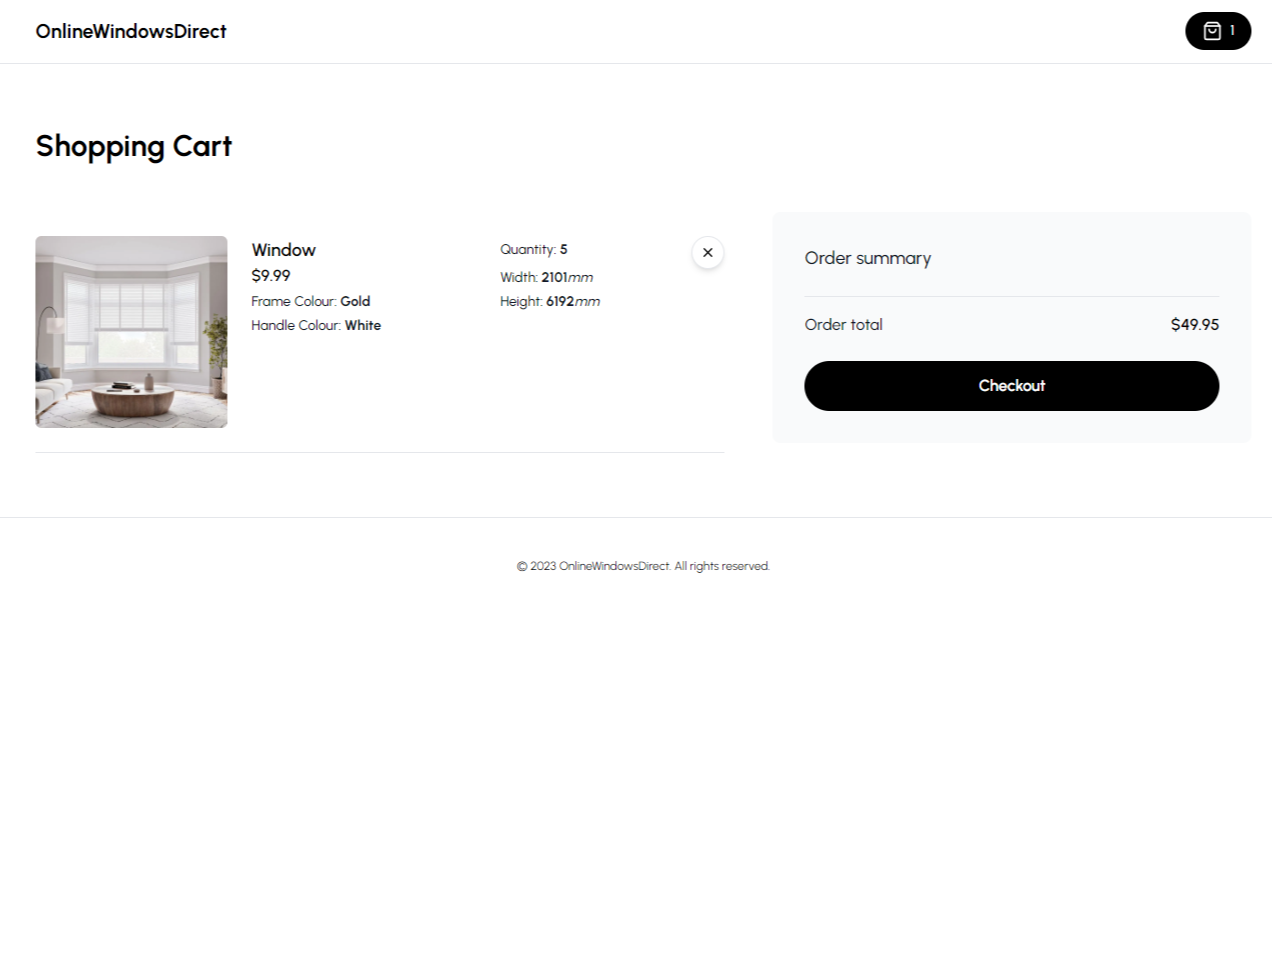 OnlineWindowsDirect
1
Shopping Cart
Window
$9.99
Frame Colour: Gold
Handle Colour: White
Quantity: 5
Width: 2101mm
Height: 6192mm
Order summary
Order total $49.95
Checkout
© 2023 OnlineWindowsDirect. All rights reserved.